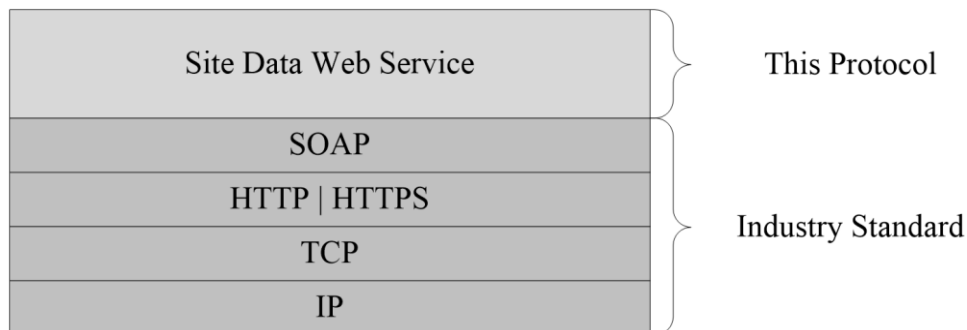 Site Data Web Service
This Protocol
SOAP
HTTP | HTTPS
TCP
IP
Industry Standard